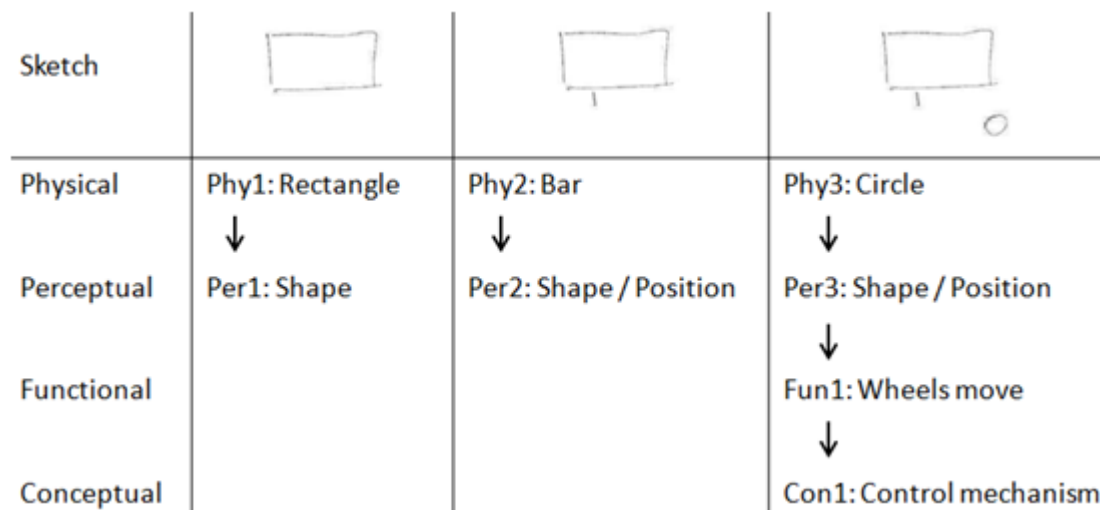 Sketch
Physical Phy1: Rectangle Phy2: Bar Phy3: Circle
Perceptual Per1: Shape Per2: Shape / Position Per3: Shape / Position
Functional Fun1: Wheels move
Conceptual Con1: Control mechanism